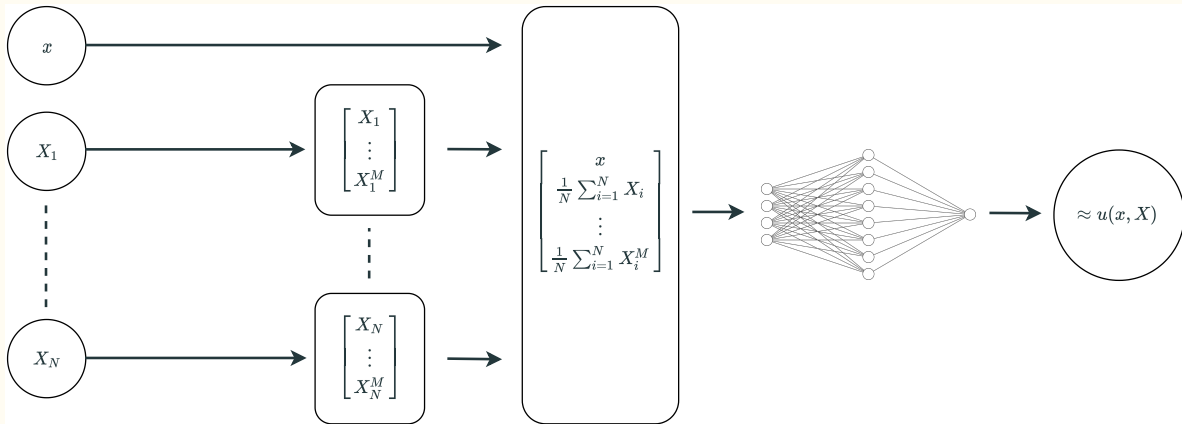 x
X_1
X_N
[X_1 ⋮ X_1^M]
[X_N ⋮ X_N^M]
x
\frac{1}{N} \sum_{i=1}^{N} X_i
⋮
\frac{1}{N} \sum_{i=1}^{N} X_i^M
≈ u(x, X)